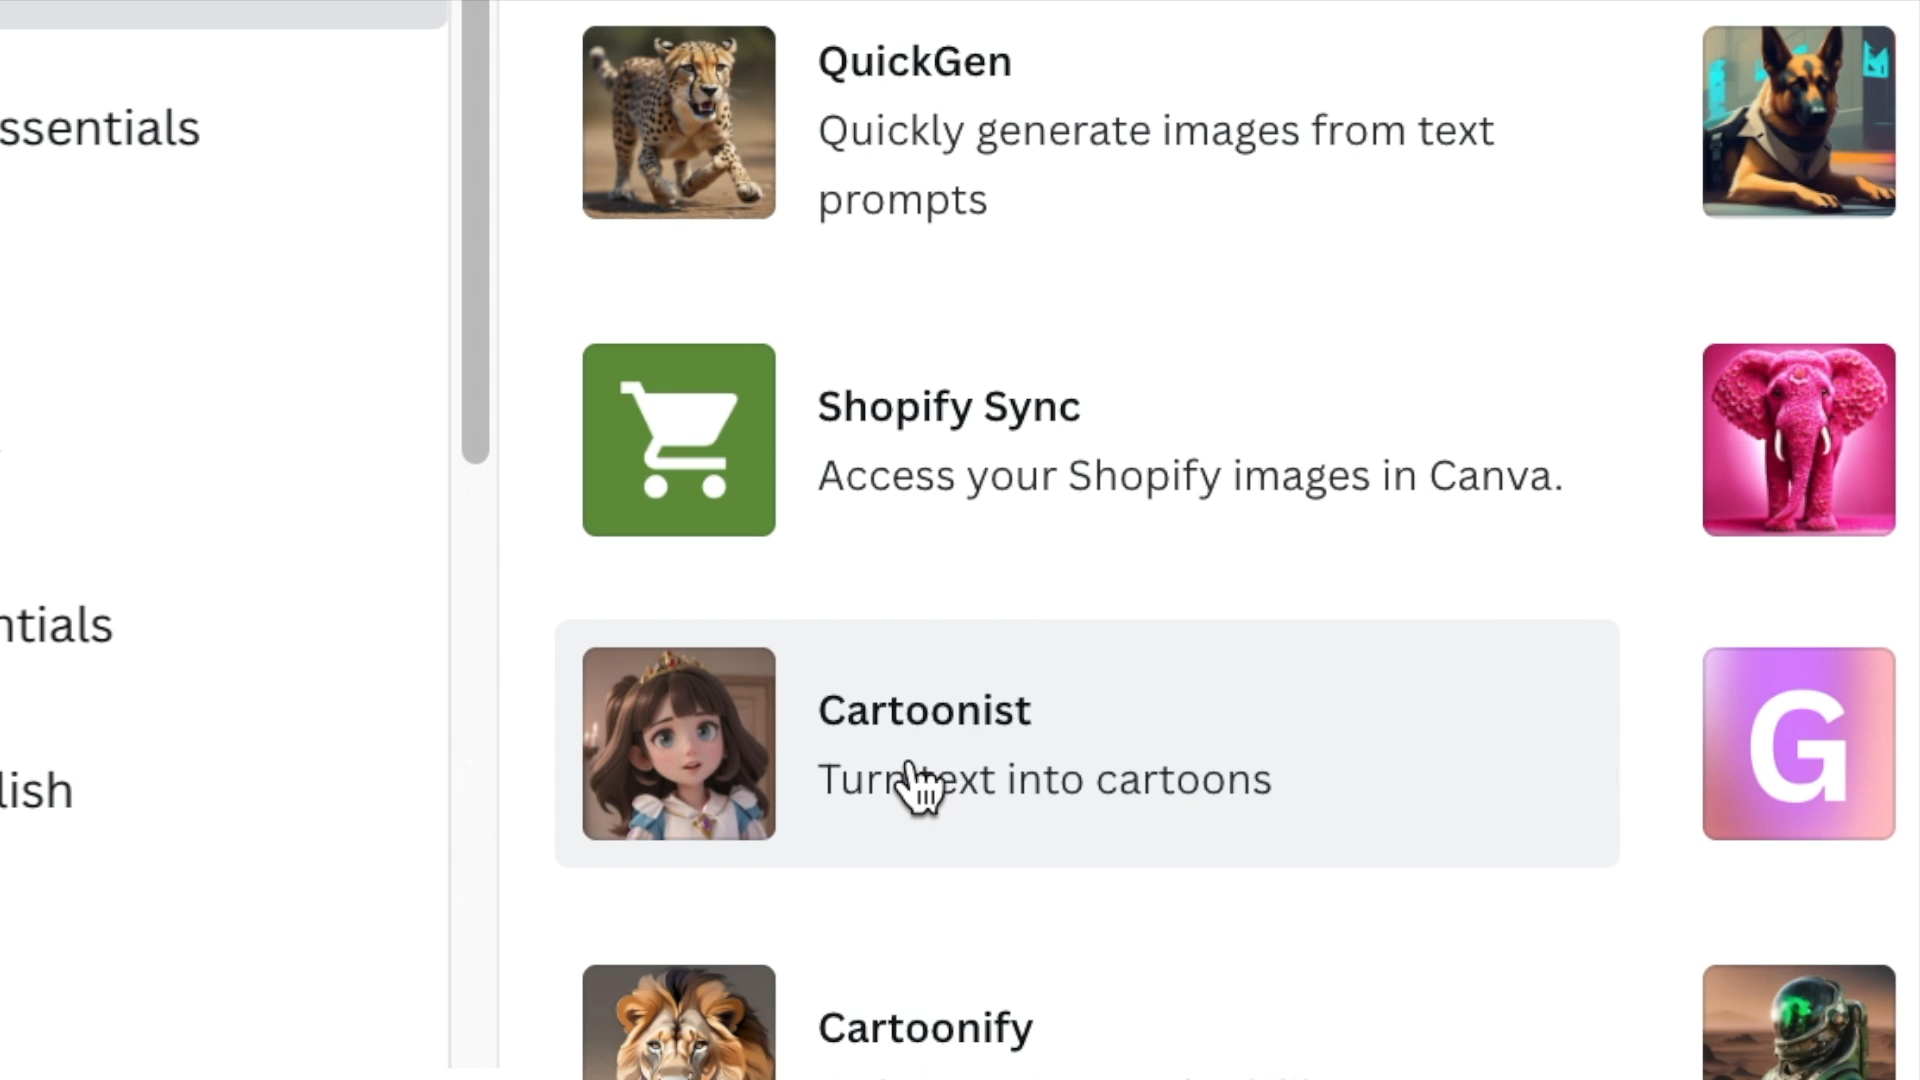 ssentials
ntials
lish
QuickGen
Quickly generate images from text
prompts
Shopify Sync
Access your Shopify images in Canva.
Cartoonist
Turn text into cartoons
G
Cartoonify